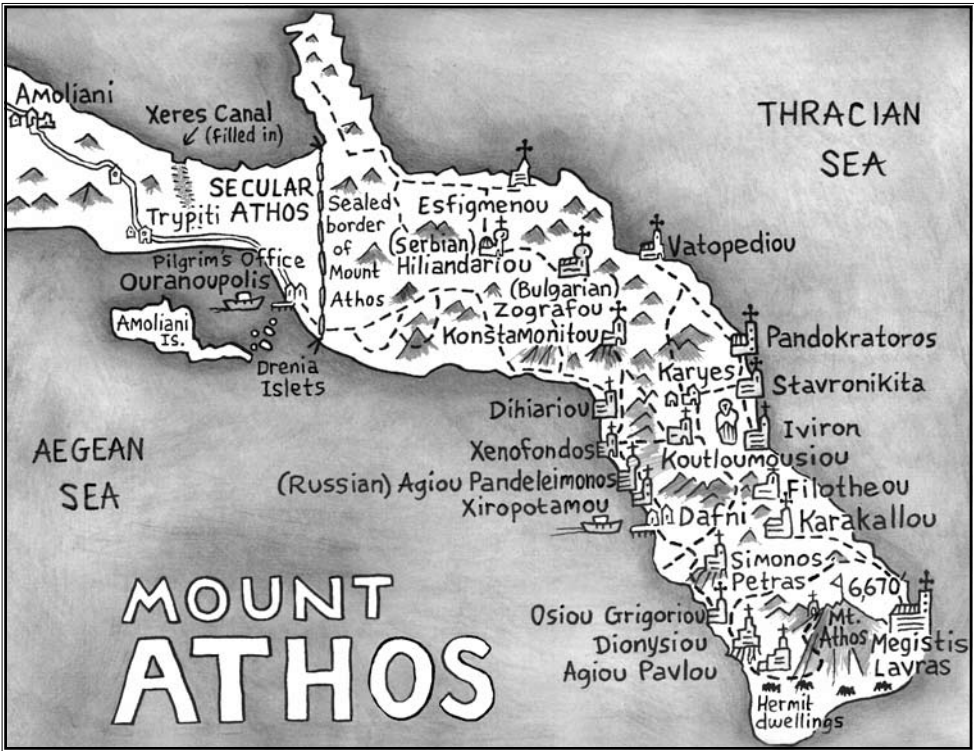 Amoliani
Xeres Canal
(filled in)
THRACIAN
SEA
SECULAR
ATHOS
Trypiti
Sealed
border
of
Mount
Athos
Esfigmenou
(Serbian)
Hiliandariou
Vatopediou
Pilgrim's Office
Ouranoupolis
(Bulgarian)
Zografou
Konstamonitou
Amoliani
Is.
Drenia
Islets
Pandokratoros
Karyes
Stavronikita
Dihiariou
Iviron
Xenofondos
Koutloumousiou
AEGEAN
SEA
(Russian) Agiou Pandeleimonos
Xiropotamou
Filotheou
Dafni
Karakallou
Simonos
Petras
6,670'
Osiou Grigoriou
Dionysiou
Agiou Pavlou
Mt.
Athos
Megistis
Lavras
Hermit
dwellings
MOUNT
ATHOS